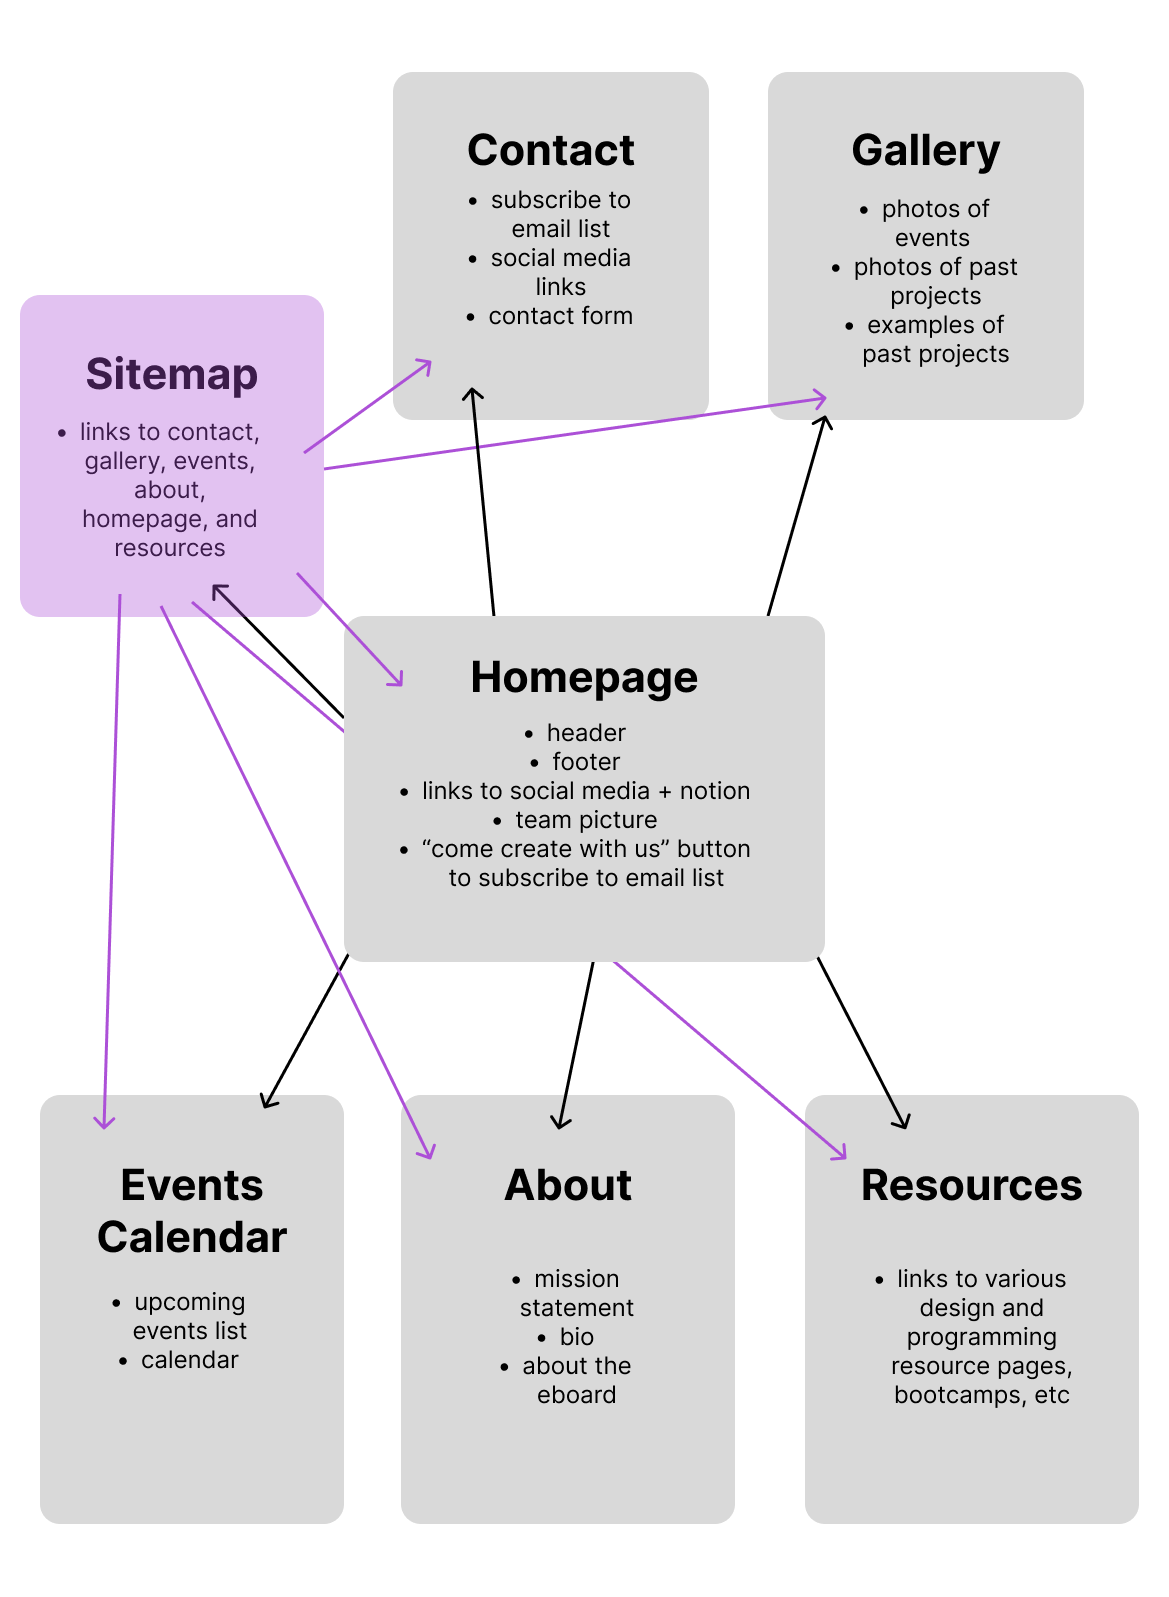 Contact
• subscribe to
email list
• social media
links
• contact form
Gallery
• photos of
events
• photos of past
projects
• examples of
past projects
Sitemap
• links to contact,
gallery, events,
about,
homepage, and
resources
Homepage
• header
• footer
• links to social media + notion
• team picture
• “come create with us” button
to subscribe to email list
Events
Calendar
• upcoming
events list
• calendar
About
• mission
statement
• bio
• about the
eboard
Resources
• links to various
design and
programming
resource pages,
bootcamps, etc